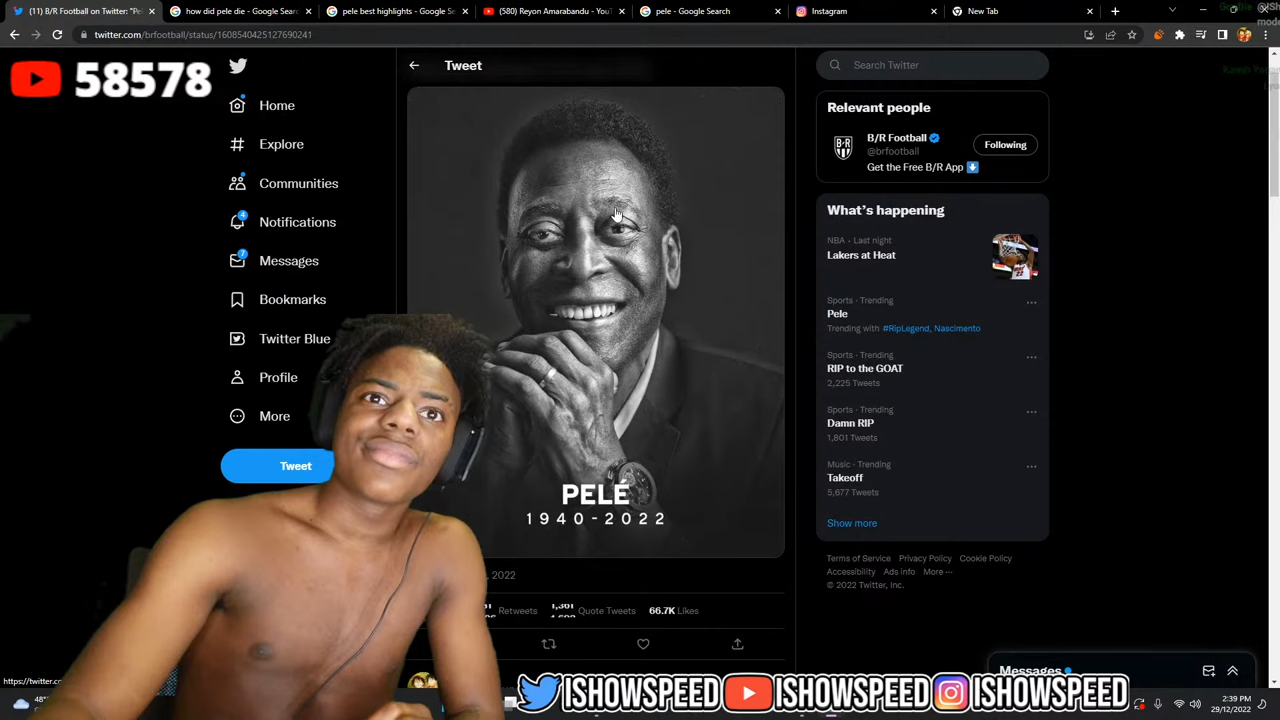 (11) B/R Football on Twitter: "Pel
how did pele die - Google Sear
pele best highlights - Google Se
(580) Reyon Amarabandu - YouT
pele - Google Search
Instagram
New Tab
twitter.com/brfootball/status/1608540425127690241
58578
Home
Explore
Communities
4
Notifications
7
Messages
Bookmarks
Twitter Blue
Profile
More
Tweet
Tweet
PELÉ
1940-2022
, 2022
Retweets
Quote Tweets
66.7K Likes
Search Twitter
Relevant people
B/R Football
@brfootball
Following
Get the Free B/R App
What's happening
NBA · Last night
Lakers at Heat
Sports · Trending
Pele
Trending with #RipLegend, Nascimento
Sports · Trending
RIP to the GOAT
2,225 Tweets
Sports · Trending
Damn RIP
1,801 Tweets
Music · Trending
Takeoff
5,677 Tweets
Show more
Terms of Service Privacy Policy Cookie Policy
Accessibility Ads info More
© 2022 Twitter, Inc.
Messages
ISHOWSPEED ISHOWSPEED ISHOWSPEED
2:39 PM
29/12/2022